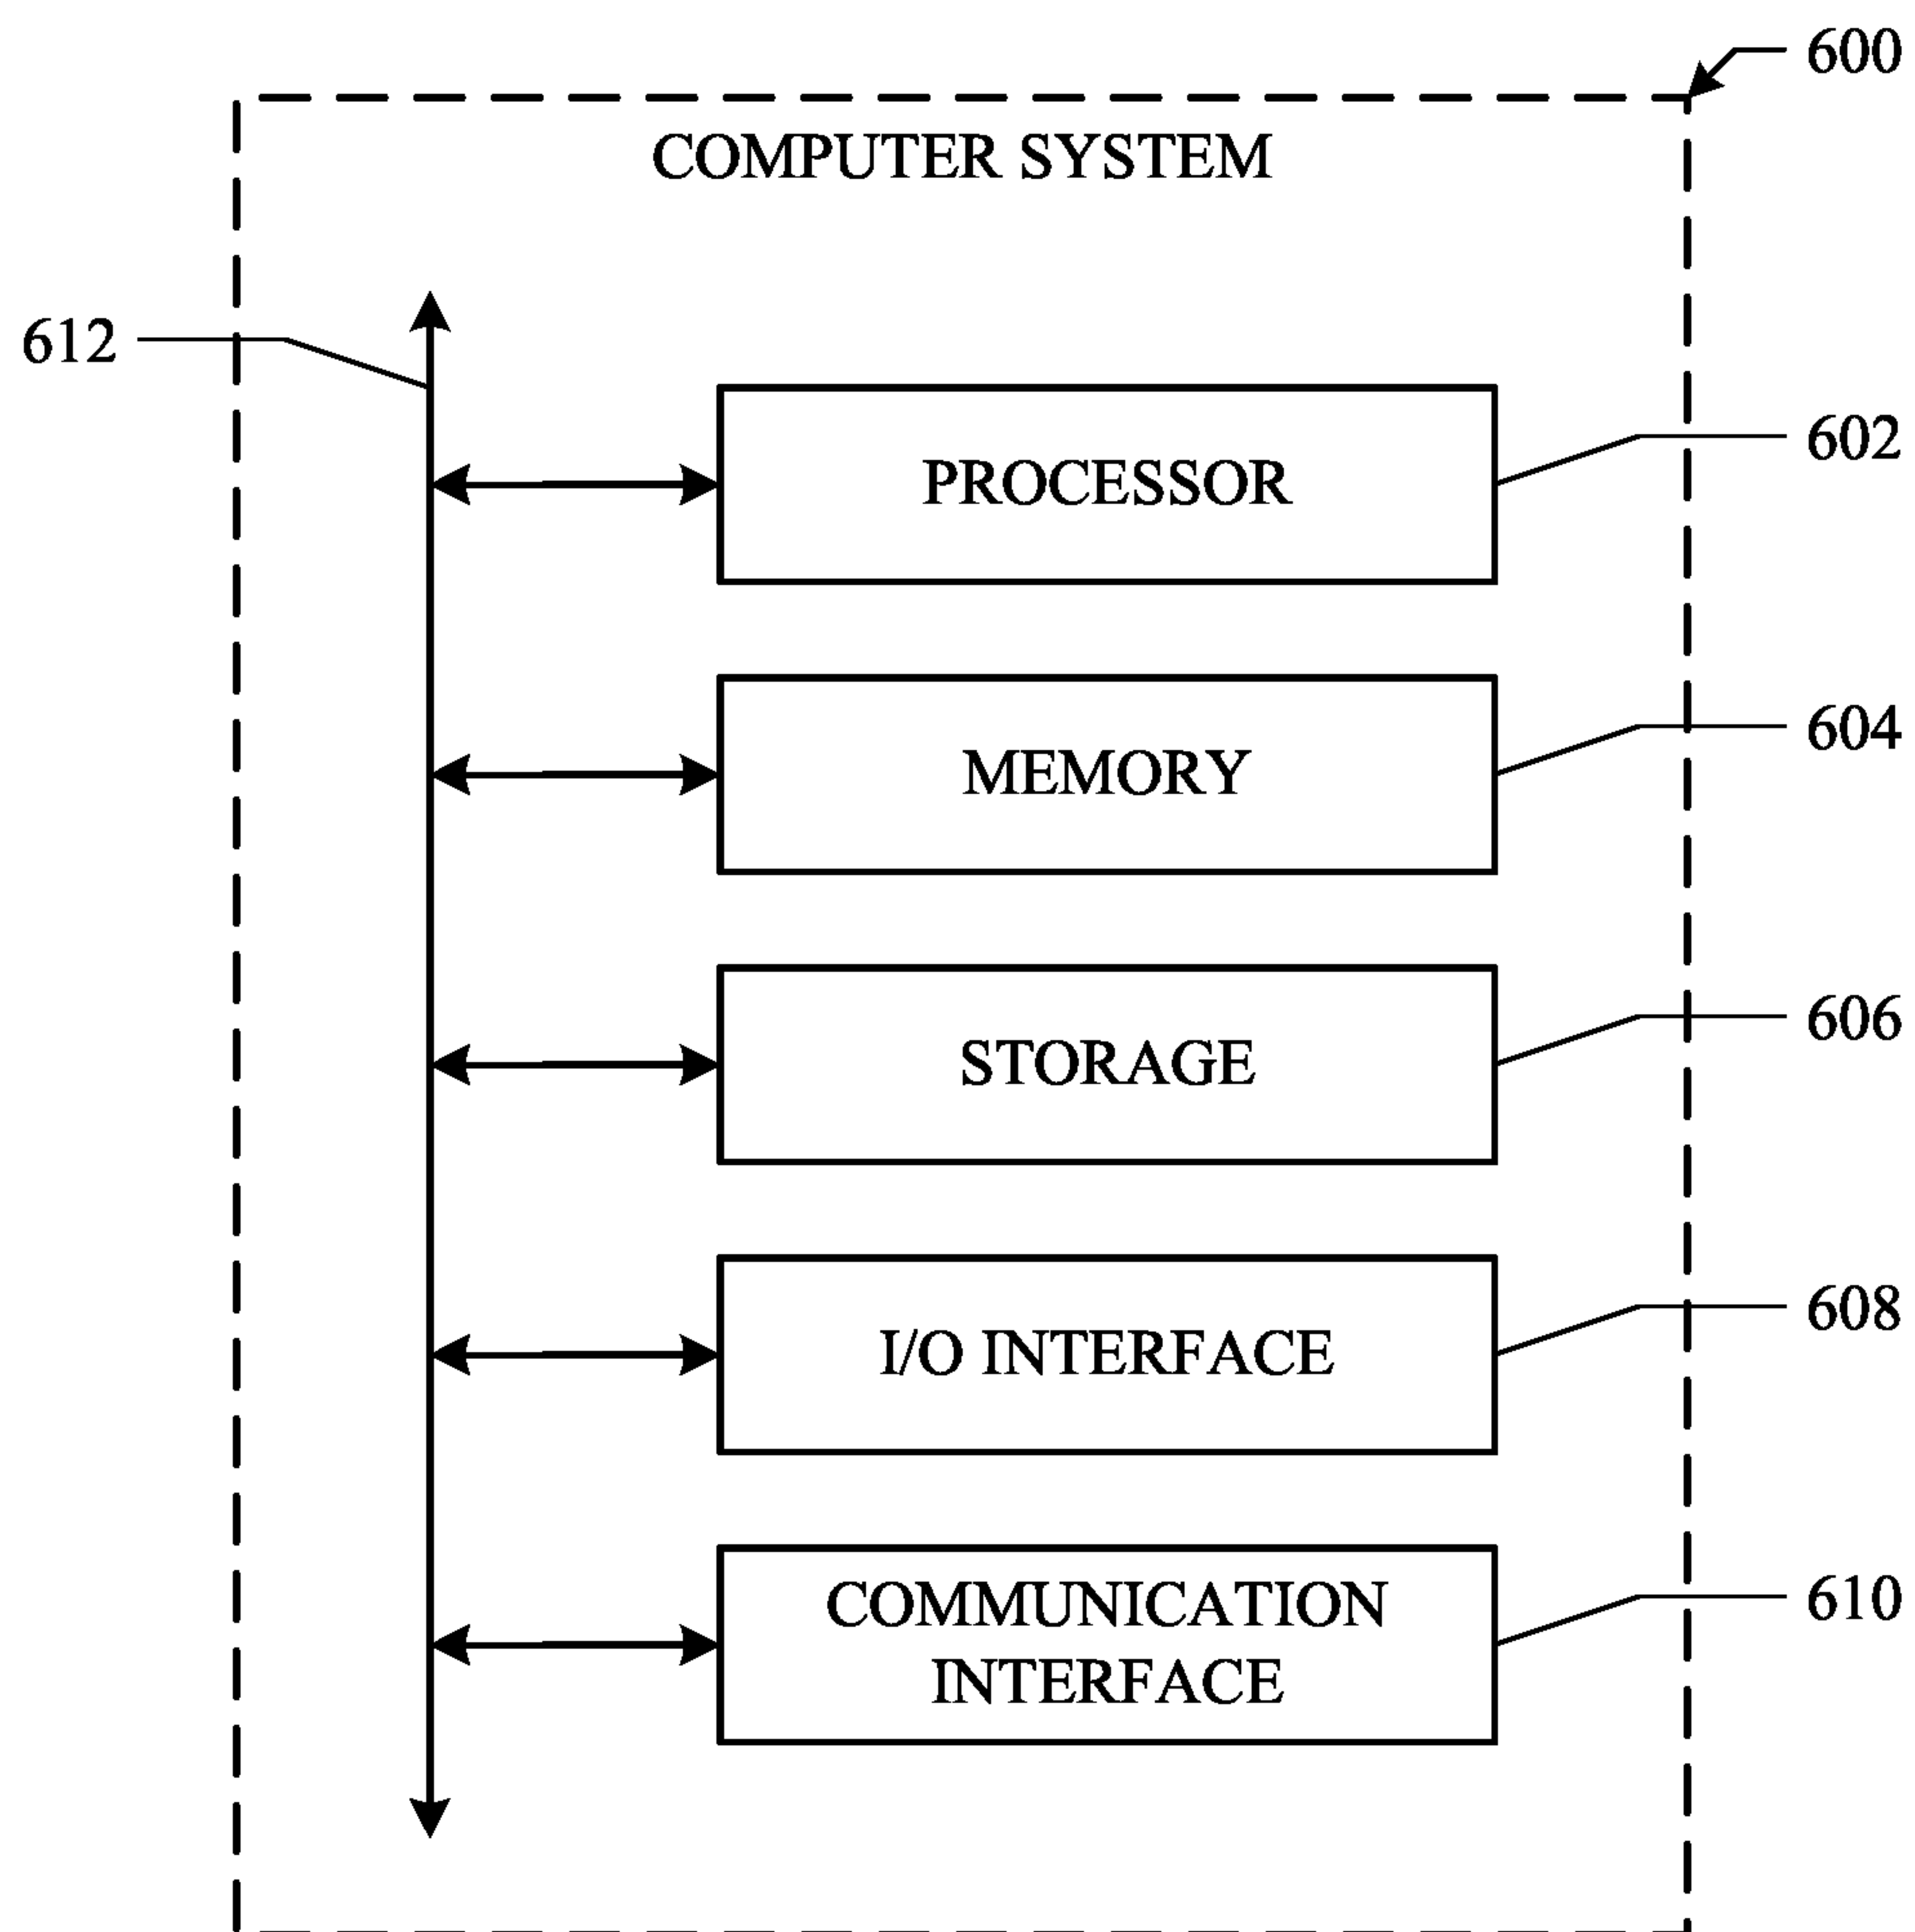 600
COMPUTER SYSTEM
612
PROCESSOR
602
MEMORY
604
STORAGE
606
I/O INTERFACE
608
COMMUNICATION
INTERFACE
610